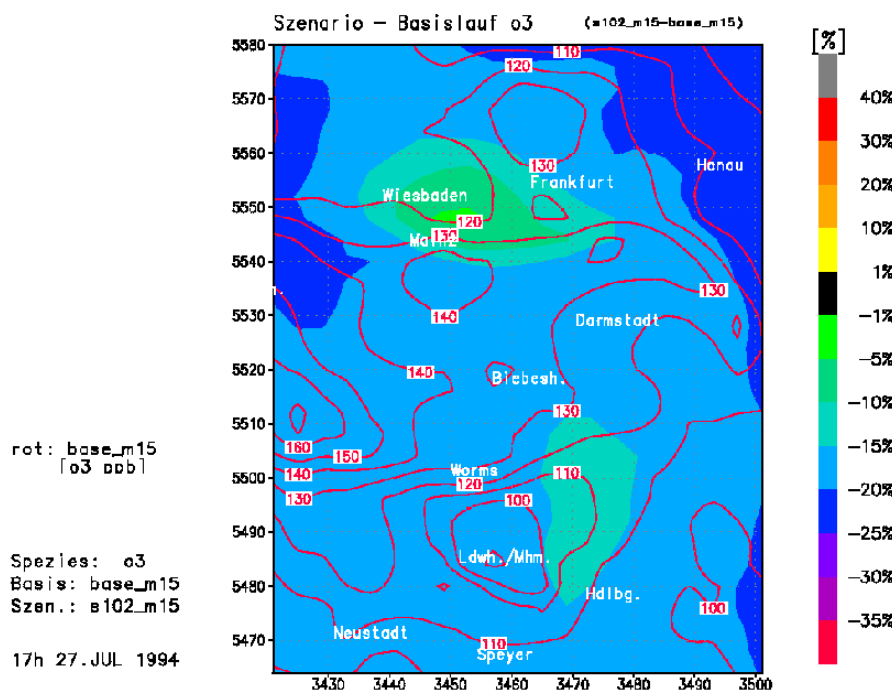 Szenario – Basislauf o3 (s102_m15–base_m15)
[%]
5580
5570
5560
5550
5540
5530
5520
5510
5500
5490
5480
5470
110
120
130
Hanau
Frankfurt
Wiesbaden
120
130
Mainz
130
140
Darmstadt
140
Biebesh.
130
160
150
140
130
Worms
120
110
100
Ldwh./Mhm.
Hdlbg.
100
Neustadt
110
Speyer
3430 3440 3450 3460 3470 3480 3490 3500
40%
30%
20%
10%
1%
–1%
–5%
–10%
–15%
–20%
–25%
–30%
–35%
rot: base_m15
[o3 ppb]
Spezies: o3
Basis: base_m15
Szen.: s102_m15
17h 27.JUL 1994